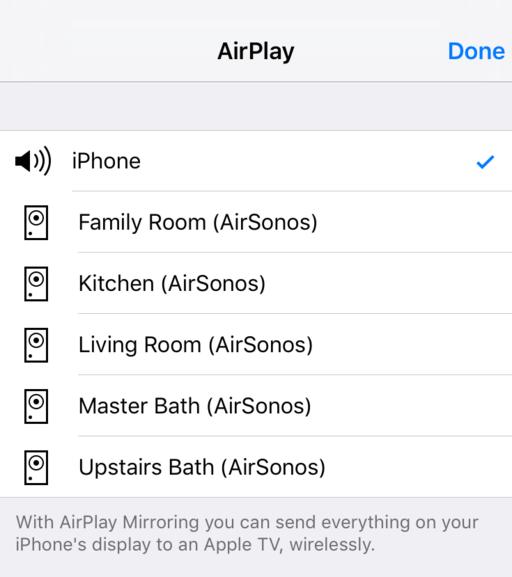 AirPlay
Done
iPhone
Family Room (AirSonos)
Kitchen (AirSonos)
Living Room (AirSonos)
Master Bath (AirSonos)
Upstairs Bath (AirSonos)
With AirPlay Mirroring you can send everything on your
iPhone's display to an Apple TV, wirelessly.